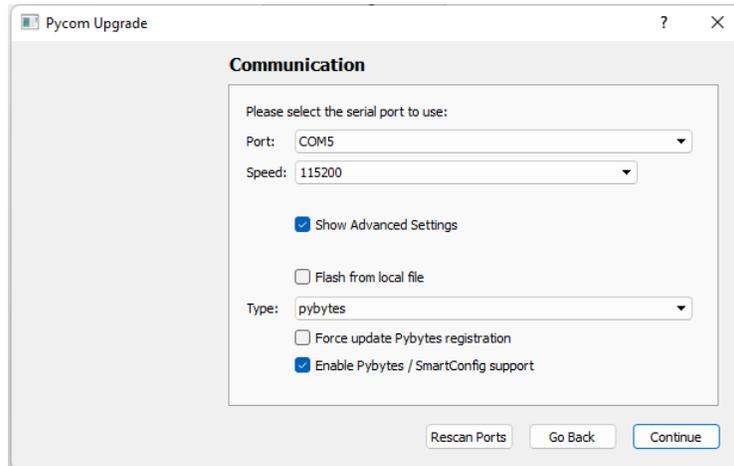 Pycom Upgrade
?
Communication
Please select the serial port to use:
Port: COM5
Speed: 115200
Show Advanced Settings
Flash from local file
Type: pybytes
Force update Pybytes registration
Enable Pybytes / SmartConfig support
Rescan Ports Go Back Continue